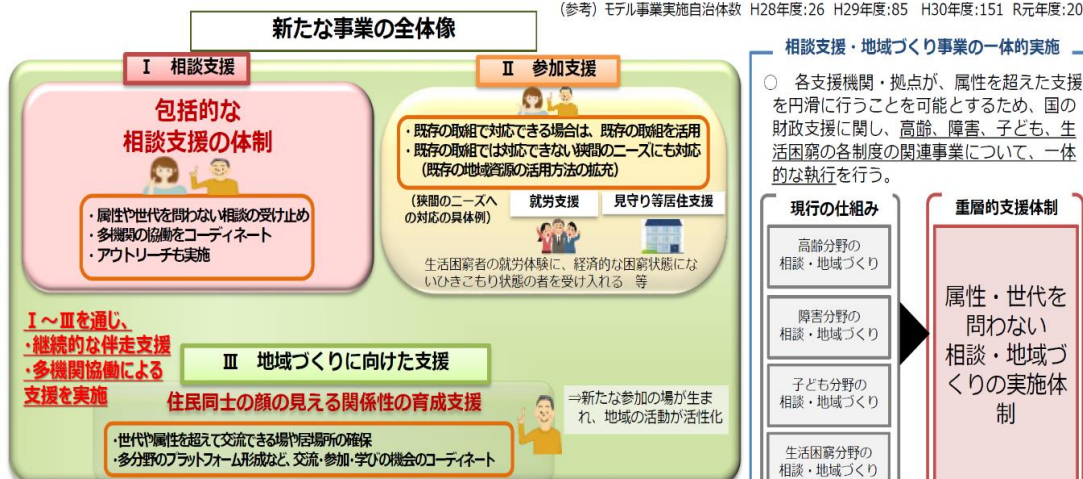 (参考)モデル事業実施自治体数 H28年度:26 H29年度:85 H30年度:151 R元年度:20
新たな事業の全体像
Ⅰ 相談支援
包括的な
相談支援の体制
・属性や世代を問わない相談の受け止め
・多機関の協働をコーディネート
・アウトリーチも実施
Ⅱ 参加支援
・既存の取組で対応できる場合は、既存の取組を活用
・既存の取組では対応できない狭間のニーズにも対応
(既存の地域資源の活用方法の拡充)
(狭間のニーズへ
の対応の具体例)
就労支援
見守り等居住支援
生活困窮者の就労体験に、経済的な困窮状態にな
いひきこもり状態の者を受け入れる 等
Ⅰ～Ⅲを通じ、
・継続的な伴走支援
・多機関協働による
支援を実施
Ⅲ 地域づくりに向けた支援
住民同士の顔の見える関係性の育成支援
・世代や属性を超えて交流できる場や居場所の確保
・多分野のプラットフォーム形成など、交流・参加・学びの機会のコーディネート
⇒新たな参加の場が生ま
れ、地域の活動が活性化
相談支援・地域づくり事業の一体的実施
○ 各支援機関・拠点が、属性を超えた支援
を円滑に行うことを可能とするため、国の
財政支援に関し、高齢、障害、子ども、生
活困窮の各制度の関連事業について、一体
的な執行を行う。
現行の仕組み
高齢分野の
相談・地域づくり
障害分野の
相談・地域づくり
子ども分野の
相談・地域づくり
生活困窮分野の
相談・地域づくり
重層的支援体制
属性・世代を
問わない
相談・地域づ
くりの実施体
制